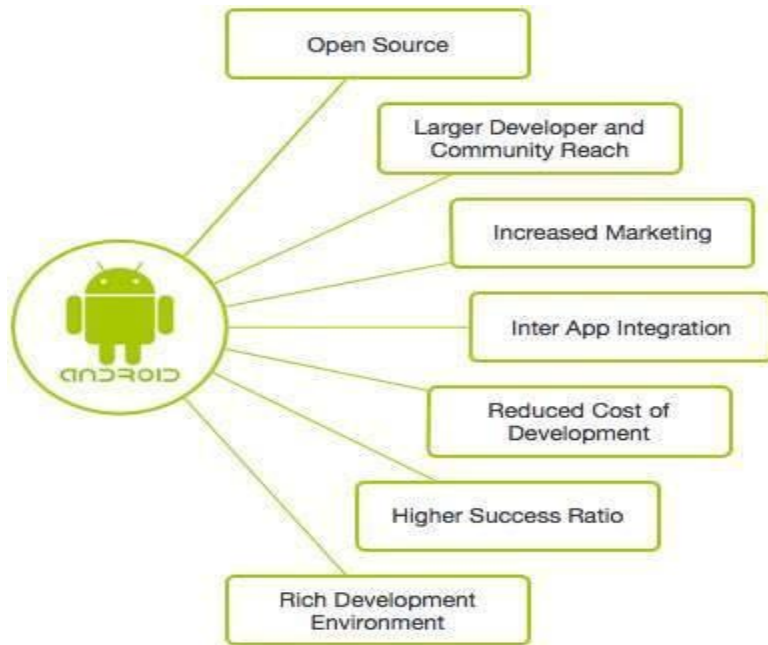 Open Source
Larger Developer and
Community Reach
Increased Marketing
Inter App Integration
ANDROID
Reduced Cost of
Development
Higher Success Ratio
Rich Development
Environment